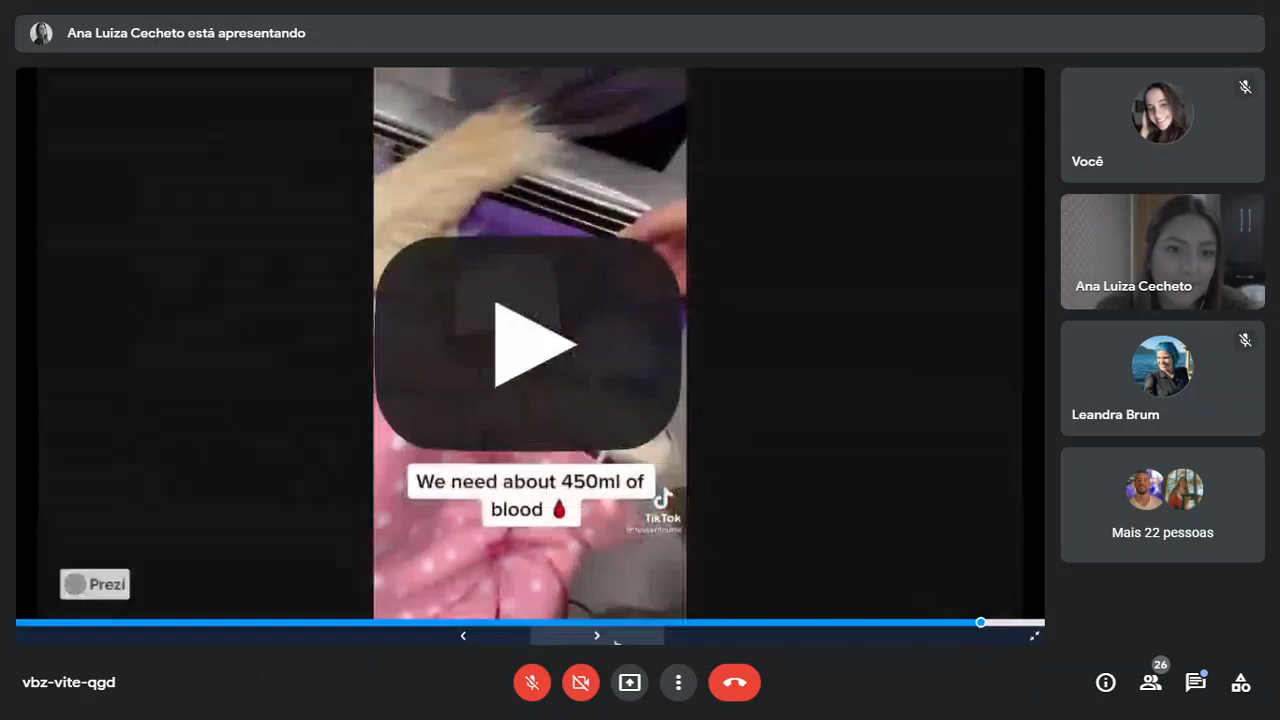 Ana Luiza Cecheto está apresentando
Você
Ana Luiza Cecheto
We need about 450ml of
blood
TikTok
Leandra Brum
Mais 22 pessoas
Prezi
vbz-vite-qgd
26